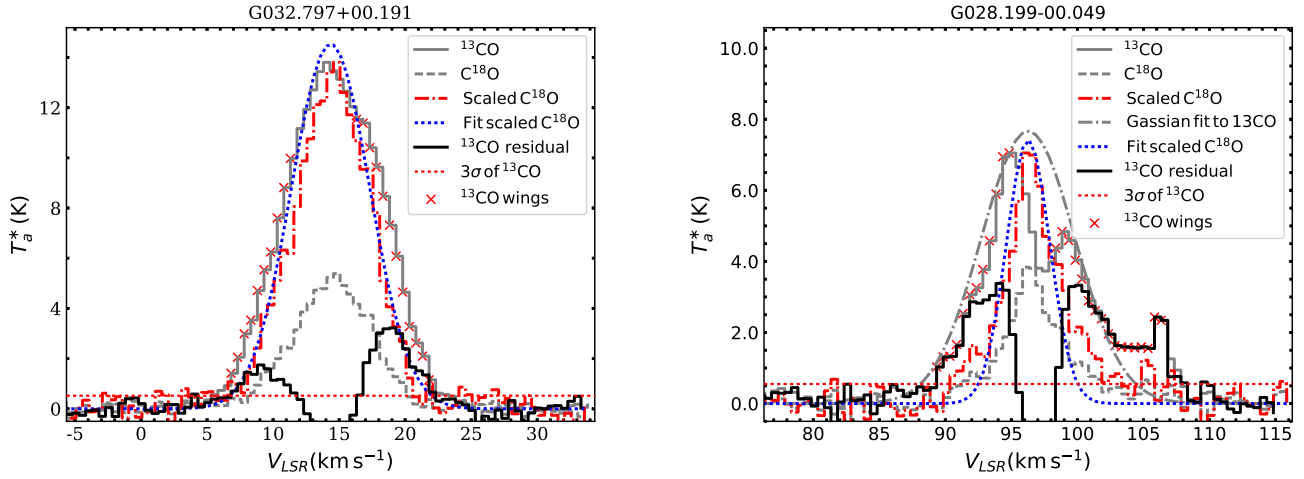 G032.797+00.191
¹³CO
C¹⁸O
Scaled C¹⁸O
Fit scaled C¹⁸O
¹³CO residual
3σ of ¹³CO
¹³CO wings
12
8
4
0
-5 0 5 10 15 20 25 30
T*a (K)
V_LSR (km s⁻¹)
G028.199-00.049
¹³CO
C¹⁸O
Scaled C¹⁸O
Gassian fit to 13CO
Fit scaled C¹⁸O
¹³CO residual
3σ of ¹³CO
¹³CO wings
10.0
8.0
6.0
4.0
2.0
0.0
80 85 90 95 100 105 110 115
T*a (K)
V_LSR (km s⁻¹)